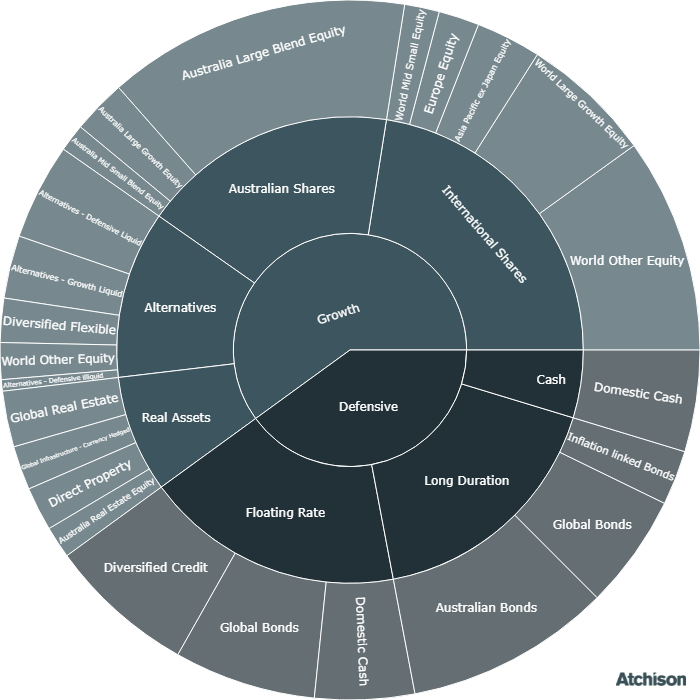 Growth
Defensive
International Shares
Australian Shares
Alternatives
Real Assets
Floating Rate
Long Duration
Cash
World Other Equity
World Large Growth Equity
Asia Pacific ex Japan Equity
Europe Equity
World Mid Small Equity
Australia Large Blend Equity
Australia Large Growth Equity
Australia Mid Small Blend Equity
Alternatives - Defensive Liquid
Alternatives - Growth Liquid
Diversified Flexible
World Other Equity
Alternatives - Defensive Illiquid
Global Real Estate
Global Infrastructure - Currency Hedged
Direct Property
Australia Real Estate Equity
Diversified Credit
Global Bonds
Domestic Cash
Australian Bonds
Global Bonds
Inflation linked Bonds
Domestic Cash
Atchison